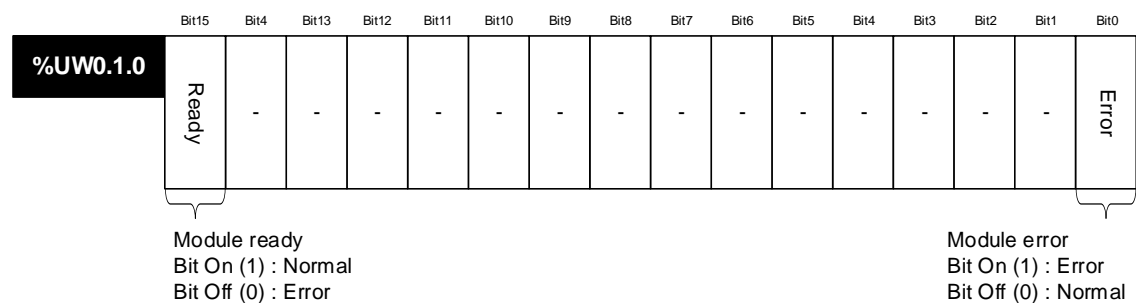 Bit15 Bit4 Bit13 Bit12 Bit11 Bit10 Bit9 Bit8 Bit7 Bit6 Bit5 Bit4 Bit3 Bit2 Bit1 Bit0
%UW0.1.0
Ready - - - - - - - - - - - - - - Error
Module ready
Bit On (1) : Normal
Bit Off (0) : Error
Module error
Bit On (1) : Error
Bit Off (0) : Normal